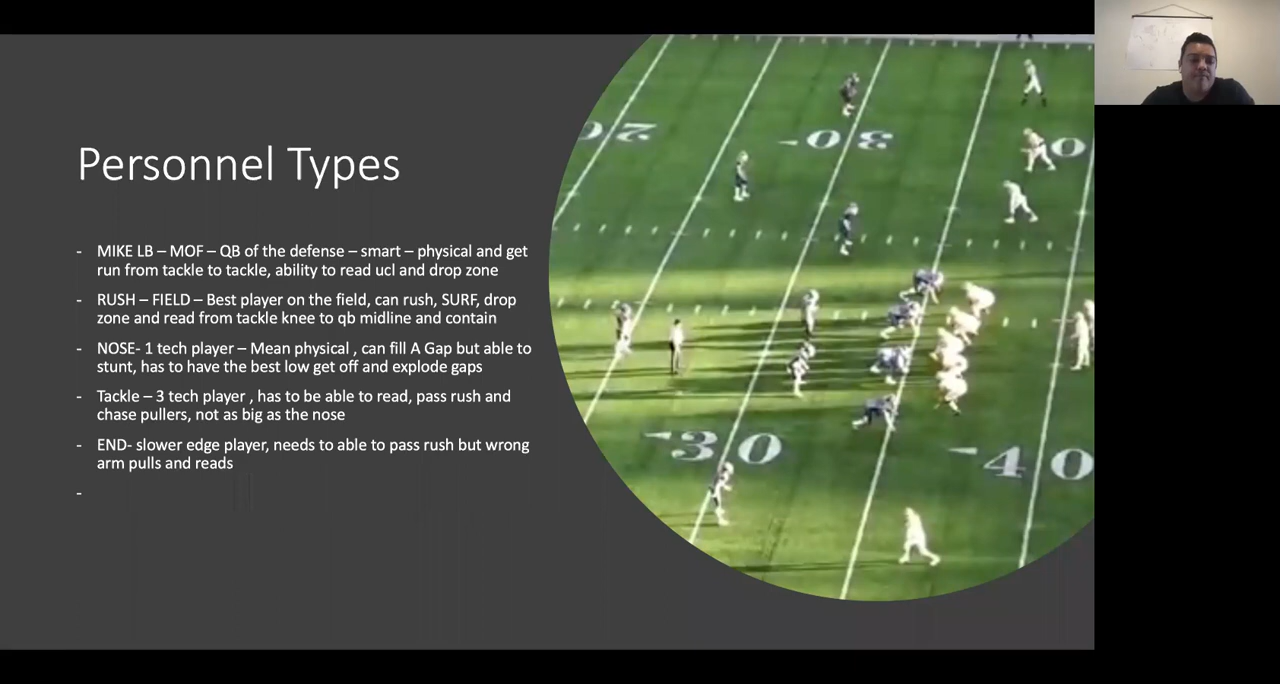 Personnel Types
- MIKE LB – MOF – QB of the defense – smart – physical and get
run from tackle to tackle, ability to read ucl and drop zone
- RUSH – FIELD – Best player on the field, can rush, SURF, drop
zone and read from tackle knee to qb midline and contain
- NOSE- 1 tech player – Mean physical , can fill A Gap but able to
stunt, has to have the best low get off and explode gaps
- Tackle – 3 tech player , has to be able to read, pass rush and
chase pullers, not as big as the nose
- END- slower edge player, needs to able to pass rush but wrong
arm pulls and reads
-
20
30
0
30
40